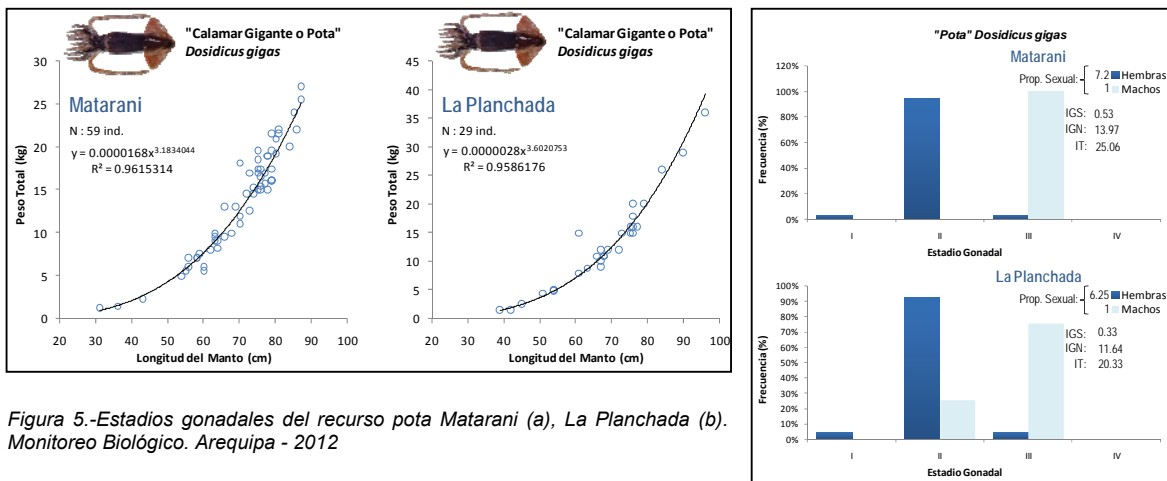 "Calamar Gigante o Pota"
Dosidicus gigas
Matarani
N : 59 ind.
y = 0.0000168x^3.1834044
R² = 0.9615314
Peso Total (kg)
30
25
20
15
10
5
0
20 30 40 50 60 70 80 90 100
Longitud del Manto (cm)
"Calamar Gigante o Pota"
Dosidicus gigas
La Planchada
N : 29 ind.
y = 0.0000028x^3.6020753
R² = 0.9586176
Peso Total (kg)
45
40
35
30
25
20
15
10
5
0
20 30 40 50 60 70 80 90 100
Longitud del Manto (cm)
Figura 5.-Estadios gonadales del recurso pota Matarani (a), La Planchada (b).
Monitoreo Biológico. Arequipa - 2012
"Pota" Dosidicus gigas
Matarani
Prop. Sexual:
7.2 Hembras
1 Machos
IGS: 0.53
IGN: 13.97
IT: 25.06
Frecuencia (%)
120%
100%
80%
60%
40%
20%
0%
I II III IV
Estadio Gonadal
La Planchada
Prop. Sexual:
6.25 Hembras
1 Machos
IGS: 0.33
IGN: 11.64
IT: 20.33
Frecuencia (%)
100%
90%
80%
70%
60%
50%
40%
30%
20%
10%
0%
I II III IV
Estadio Gonadal